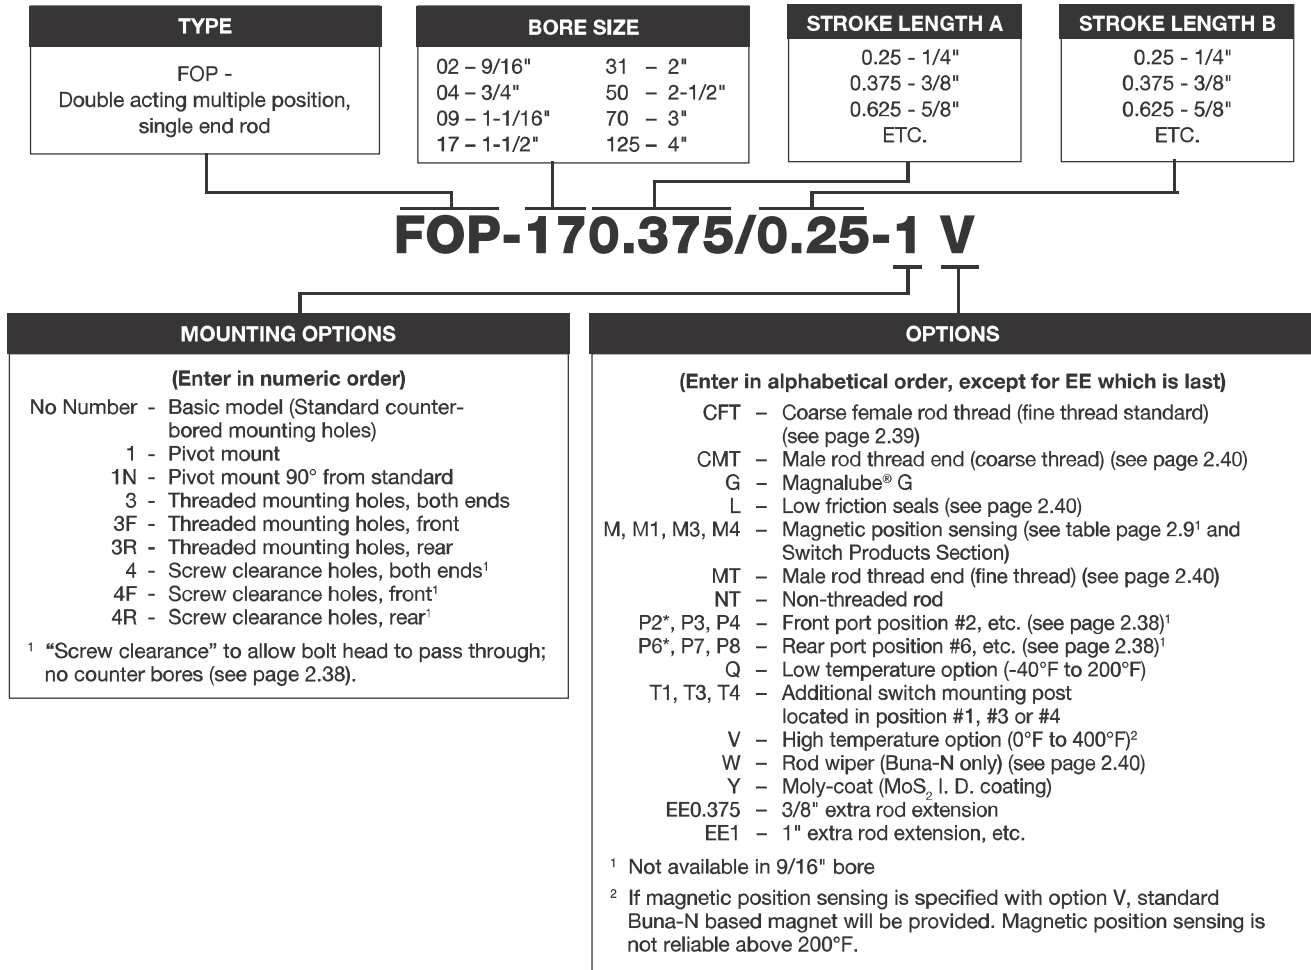 TYPE
FOP -
Double acting multiple position,
single end rod
BORE SIZE
02 – 9/16" 31 – 2"
04 – 3/4" 50 – 2-1/2"
09 – 1-1/16" 70 – 3"
17 – 1-1/2" 125 – 4"
STROKE LENGTH A
0.25 - 1/4"
0.375 - 3/8"
0.625 - 5/8"
ETC.
STROKE LENGTH B
0.25 - 1/4"
0.375 - 3/8"
0.625 - 5/8"
ETC.
FOP-170.375/0.25-1 V
MOUNTING OPTIONS
(Enter in numeric order)
No Number - Basic model (Standard counter-
bored mounting holes)
1 - Pivot mount
1N - Pivot mount 90° from standard
3 - Threaded mounting holes, both ends
3F - Threaded mounting holes, front
3R - Threaded mounting holes, rear
4 - Screw clearance holes, both ends¹
4F - Screw clearance holes, front¹
4R - Screw clearance holes, rear¹
¹ “Screw clearance” to allow bolt head to pass through;
no counter bores (see page 2.38).
OPTIONS
(Enter in alphabetical order, except for EE which is last)
CFT – Coarse female rod thread (fine thread standard)
(see page 2.39)
CMT – Male rod thread end (coarse thread) (see page 2.40)
G – Magnalube® G
L – Low friction seals (see page 2.40)
M, M1, M3, M4 – Magnetic position sensing (see table page 2.9¹ and
Switch Products Section)
MT – Male rod thread end (fine thread) (see page 2.40)
NT – Non-threaded rod
P2*, P3, P4 – Front port position #2, etc. (see page 2.38)¹
P6*, P7, P8 – Rear port position #6, etc. (see page 2.38)¹
Q – Low temperature option (-40°F to 200°F)
T1, T3, T4 – Additional switch mounting post
located in position #1, #3 or #4
V – High temperature option (0°F to 400°F)²
W – Rod wiper (Buna-N only) (see page 2.40)
Y – Moly-coat (MoS₂ I. D. coating)
EE0.375 – 3/8" extra rod extension
EE1 – 1" extra rod extension, etc.
¹ Not available in 9/16" bore
² If magnetic position sensing is specified with option V, standard
Buna-N based magnet will be provided. Magnetic position sensing is
not reliable above 200°F.